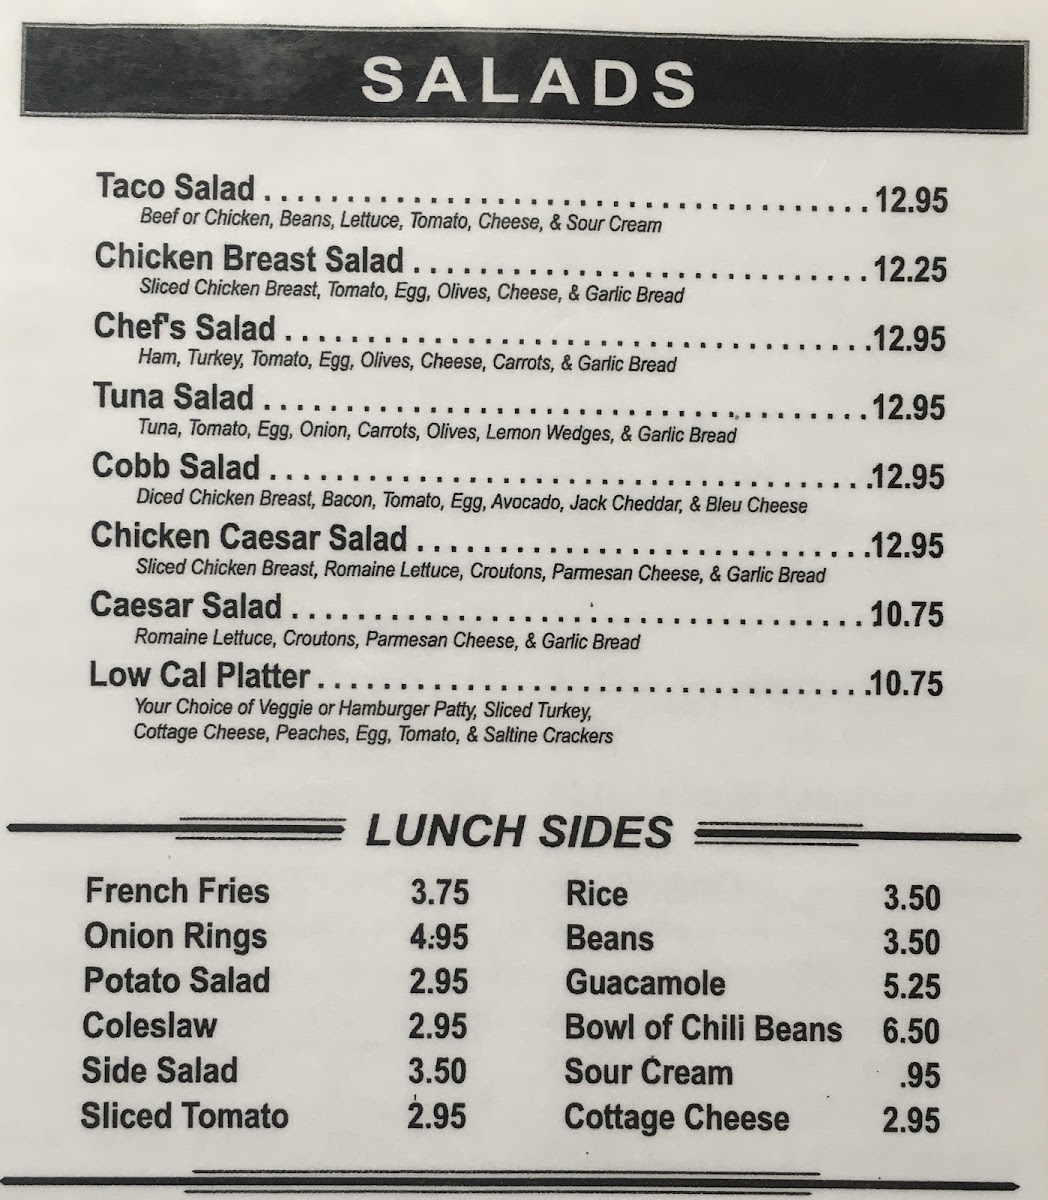 SALADS
Taco Salad . . . . . . . . . . . . . . . . . . . . . . . . . . . . . . . . . . . . . 12.95
Beef or Chicken, Beans, Lettuce, Tomato, Cheese, & Sour Cream
Chicken Breast Salad . . . . . . . . . . . . . . . . . . . . . . . . . . . . 12.25
Sliced Chicken Breast, Tomato, Egg, Olives, Cheese, & Garlic Bread
Chef's Salad . . . . . . . . . . . . . . . . . . . . . . . . . . . . . . . . . . . .12.95
Ham, Turkey, Tomato, Egg, Olives, Cheese, Carrots, & Garlic Bread
Tuna Salad . . . . . . . . . . . . . . . . . . . . . . . . . . . . . . . . . . . . . 12.95
Tuna, Tomato, Egg, Onion, Carrots, Olives, Lemon Wedges, & Garlic Bread
Cobb Salad . . . . . . . . . . . . . . . . . . . . . . . . . . . . . . . . . . . . .12.95
Diced Chicken Breast, Bacon, Tomato, Egg, Avocado, Jack Cheddar, & Bleu Cheese
Chicken Caesar Salad . . . . . . . . . . . . . . . . . . . . . . . . . . . .12.95
Sliced Chicken Breast, Romaine Lettuce, Croutons, Parmesan Cheese, & Garlic Bread
Caesar Salad . . . . . . . . . . . . . . . . . . . . . . . . . . . . . . . . . . . 10.75
Romaine Lettuce, Croutons, Parmesan Cheese, & Garlic Bread
Low Cal Platter . . . . . . . . . . . . . . . . . . . . . . . . . . . . . . . . . .10.75
Your Choice of Veggie or Hamburger Patty, Sliced Turkey,
Cottage Cheese, Peaches, Egg, Tomato, & Saltine Crackers
LUNCH SIDES
French Fries 3.75
Onion Rings 4.95
Potato Salad 2.95
Coleslaw 2.95
Side Salad 3.50
Sliced Tomato 2.95
Rice 3.50
Beans 3.50
Guacamole 5.25
Bowl of Chili Beans 6.50
Sour Cream .95
Cottage Cheese 2.95